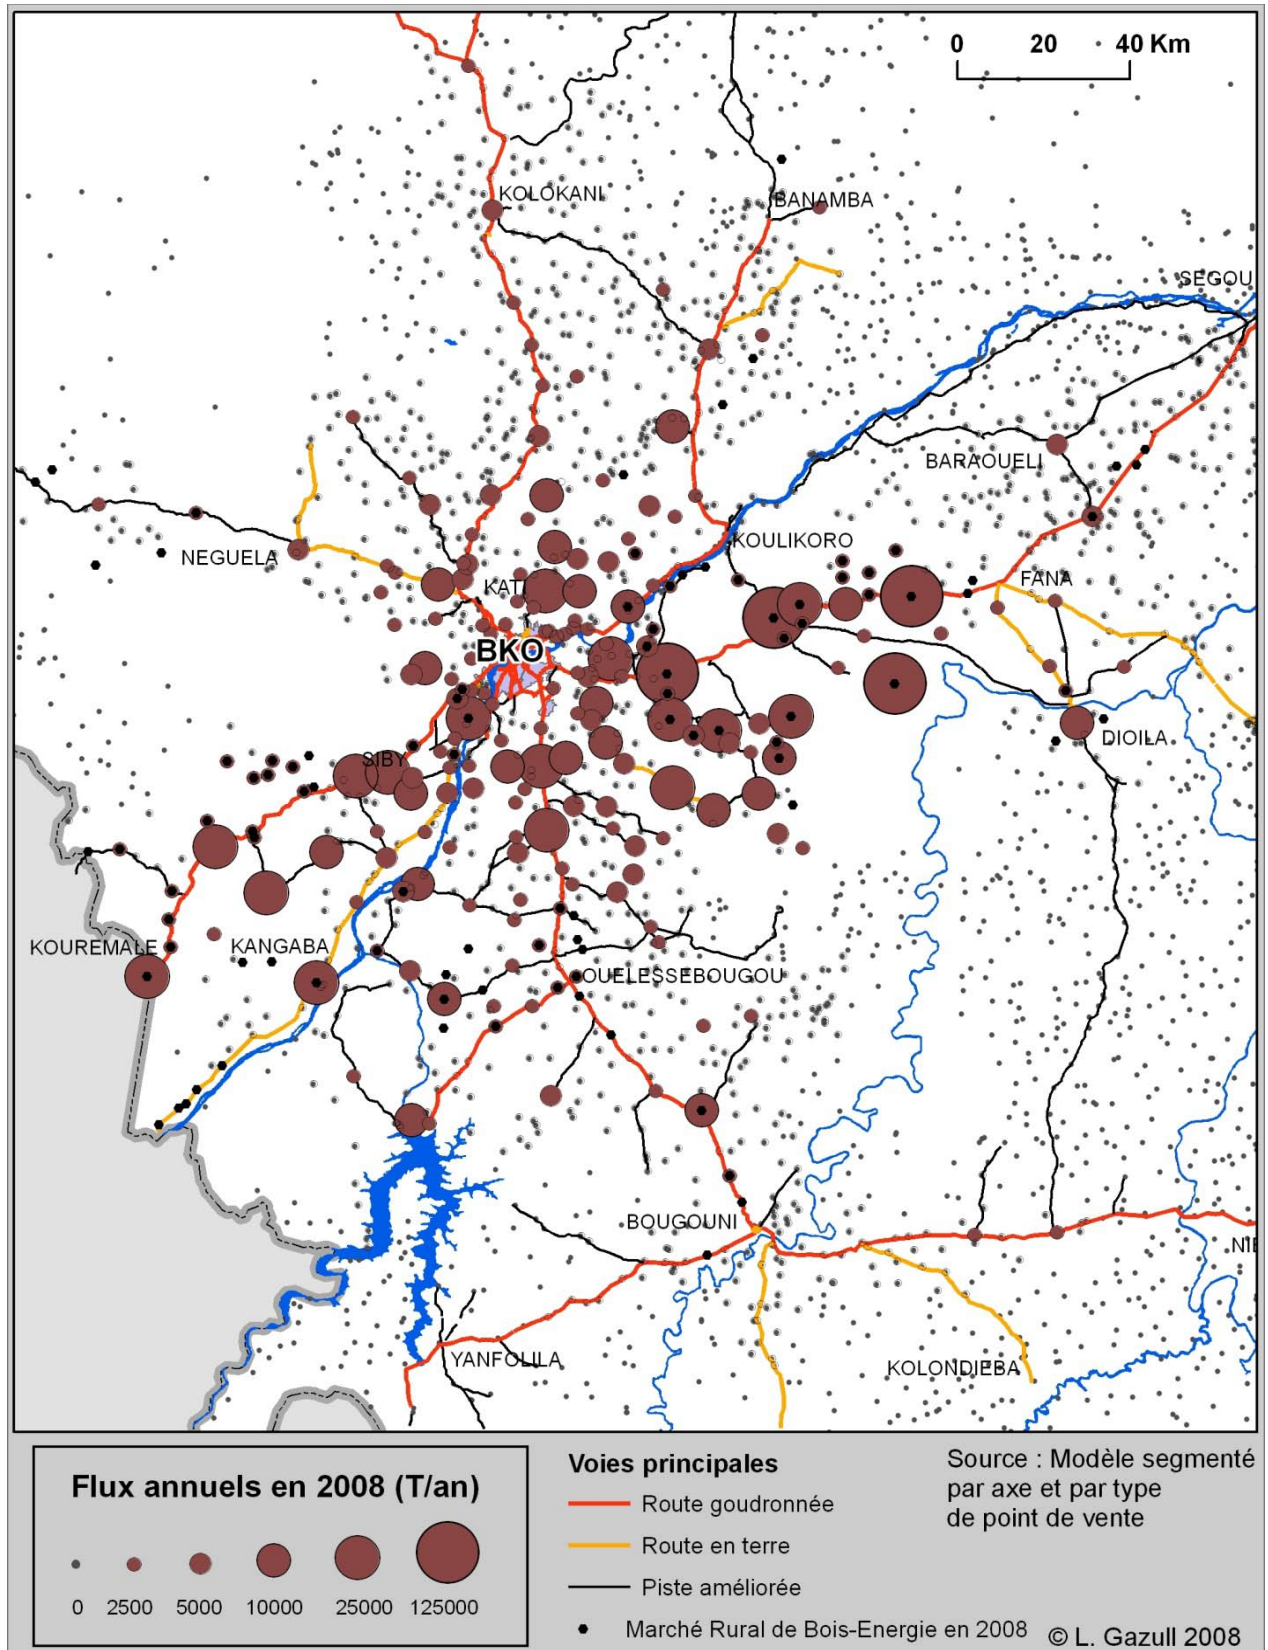 0 20 40 Km
KOLOKANI
BANAMBA
SEGOU
BARAOUELI
KOULIKORO
NEGUELA
FANA
KATI
BKO
DIOILA
SIBY
KOUREMALE
KANGABA
OUELESSEBOUGOU
BOUGOUNI
NIE
YANFOLILA
KOLONDIEBA
Flux annuels en 2008 (T/an)
0 2500 5000 10000 25000 125000
Voies principales
Route goudronnée
Route en terre
Piste améliorée
Marché Rural de Bois-Energie en 2008
Source : Modèle segmenté
par axe et par type
de point de vente
© L. Gazull 2008